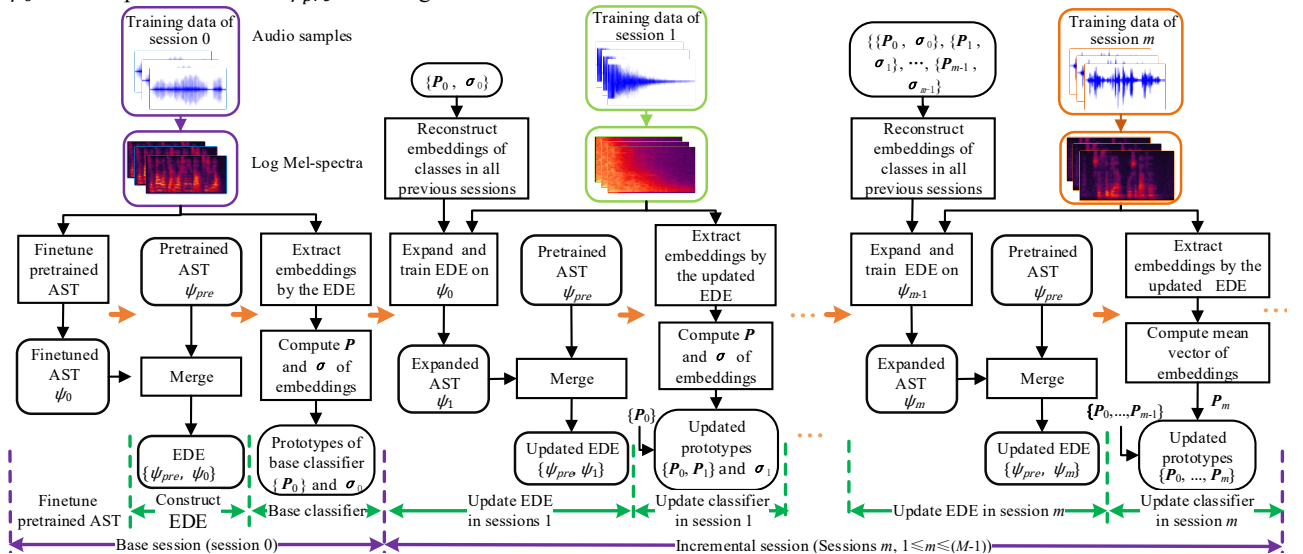 Training data of
session 0
Audio samples
Log Mel-spectra
Finetune
pretrained
AST
Pretrained
AST
ψpre
Extract
embeddings
by the EDE
Finetuned
AST
ψ0
Merge
Compute P
and σ of
embeddings
EDE
{ψpre, ψ0}
Prototypes of
base classifier
{P0} and σ0
Finetune
pretrained AST
Construct
EDE
Base classifier
Base session (session 0)
{P0, σ0}
Reconstruct
embeddings of
classes in all
previous sessions
Training data of
session 1
Expand and
train EDE on
ψ0
Pretrained
AST
ψpre
Extract
embeddings by
the updated
EDE
Expanded
AST
ψ1
Merge
Compute P
and σ of
embeddings
{P0}
Updated EDE
{ψpre, ψ1}
Updated
prototypes
{P0, P1} and σ1
Update EDE
in sessions 1
Update classifier
in session 1
...
...
{{P0, σ0}, {P1,
σ1}, ..., {Pm-1,
σm-1}}
Reconstruct
embeddings of
classes in all
previous sessions
Training data of
session m
Expand and
train EDE on
ψm-1
Pretrained
AST
ψpre
Extract
embeddings by the
updated EDE
Expanded
AST
ψm
Merge
Compute mean
vector of
embeddings
Pm
{P0,...,Pm-1}
Updated EDE
{ψpre, ψm}
Updated
prototypes
{P0, ..., Pm}
...
Update EDE in session m
Update classifier
in session m
Incremental session (Sessions m, 1≤m≤(M-1))